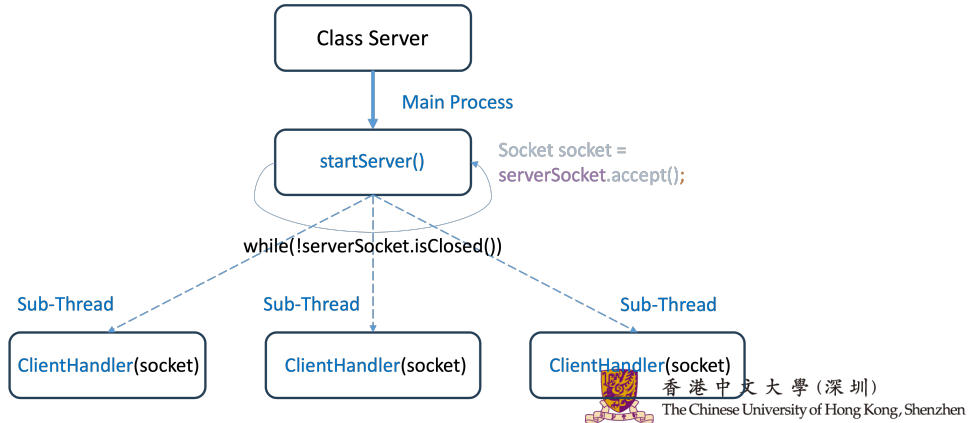 Class Server
Main Process
startServer()
Socket socket =
serverSocket.accept();
while(!serverSocket.isClosed())
Sub-Thread
Sub-Thread
Sub-Thread
ClientHandler(socket)
ClientHandler(socket)
ClientHandler(socket)
香港中文大學(深圳)
The Chinese University of Hong Kong, Shenzhen